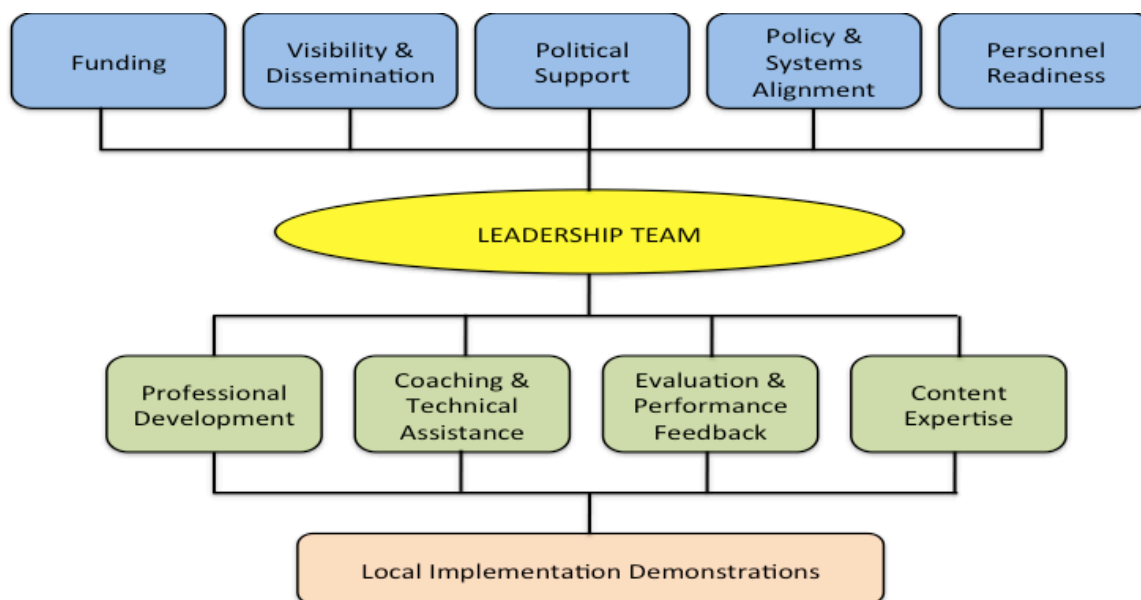 Funding
Visibility &
Dissemination
Political
Support
Policy &
Systems
Alignment
Personnel
Readiness
LEADERSHIP TEAM
Professional
Development
Coaching &
Technical
Assistance
Evaluation &
Performance
Feedback
Content
Expertise
Local Implementation Demonstrations